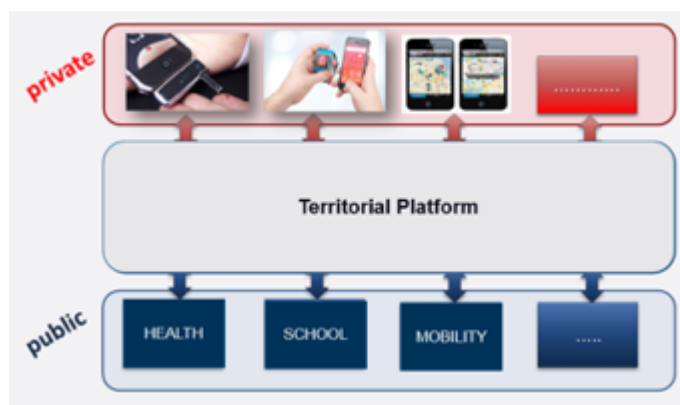 private
............
Territorial Platform
public
HEALTH
SCHOOL
MOBILITY
.....